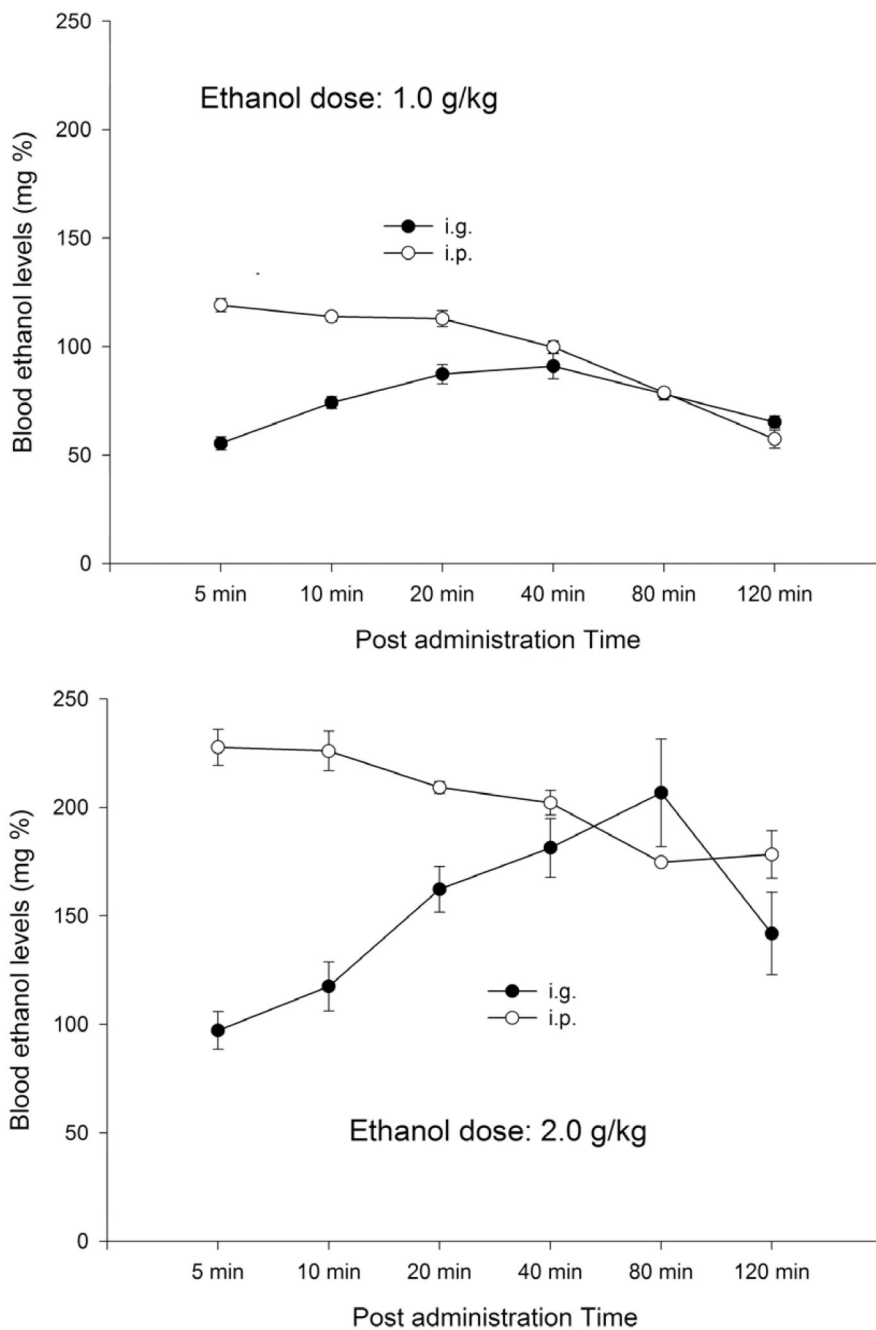 250
200
150
100
50
0
Blood ethanol levels (mg %)
Ethanol dose: 1.0 g/kg
i.g.
i.p.
5 min 10 min 20 min 40 min 80 min 120 min
Post administration Time
250
200
150
100
50
0
Blood ethanol levels (mg %)
i.g.
i.p.
Ethanol dose: 2.0 g/kg
5 min 10 min 20 min 40 min 80 min 120 min
Post administration Time